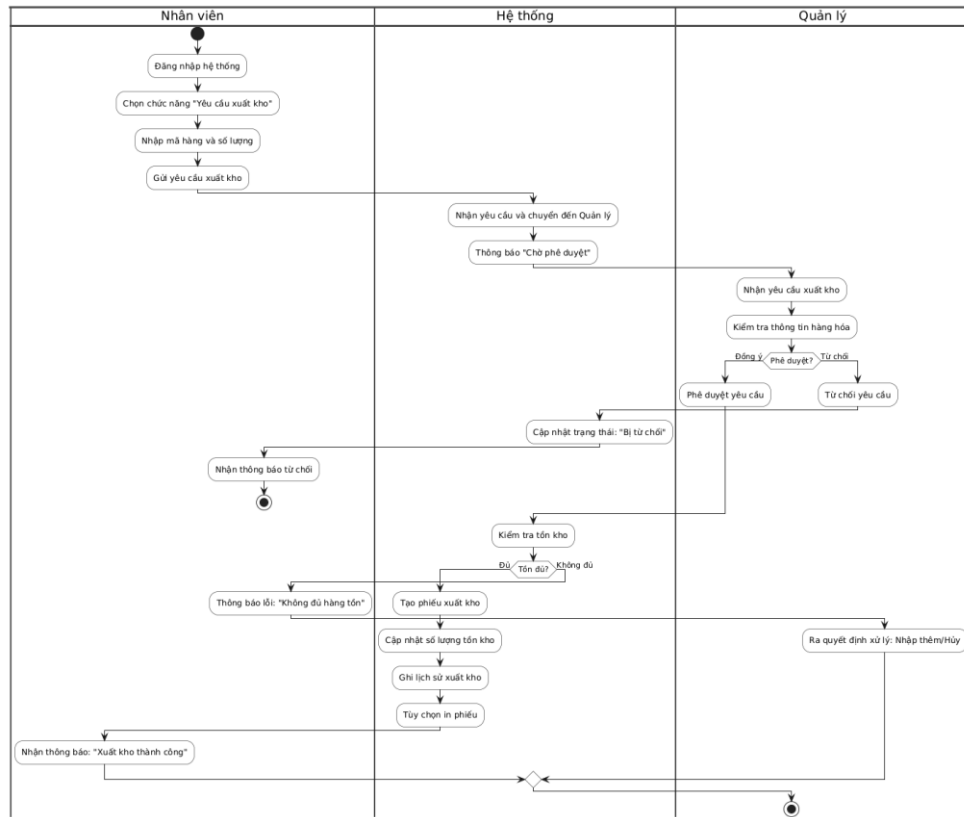 Nhân viên
Hệ thống
Quản lý
Đăng nhập hệ thống
Chọn chức năng "Yêu cầu xuất kho"
Nhập mã hàng và số lượng
Gửi yêu cầu xuất kho
Nhận yêu cầu và chuyển đến Quản lý
Thông báo "Chờ phê duyệt"
Nhận yêu cầu xuất kho
Kiểm tra thông tin hàng hóa
Đồng ý
Phê duyệt?
Từ chối
Phê duyệt yêu cầu
Từ chối yêu cầu
Cập nhật trạng thái: "Bị từ chối"
Nhận thông báo từ chối
Kiểm tra tồn kho
Đủ
Tồn đủ?
Không đủ
Thông báo lỗi: "Không đủ hàng tồn"
Tạo phiếu xuất kho
Cập nhật số lượng tồn kho
Ra quyết định xử lý: Nhập thêm/Hủy
Ghi lịch sử xuất kho
Tùy chọn in phiếu
Nhận thông báo: "Xuất kho thành công"